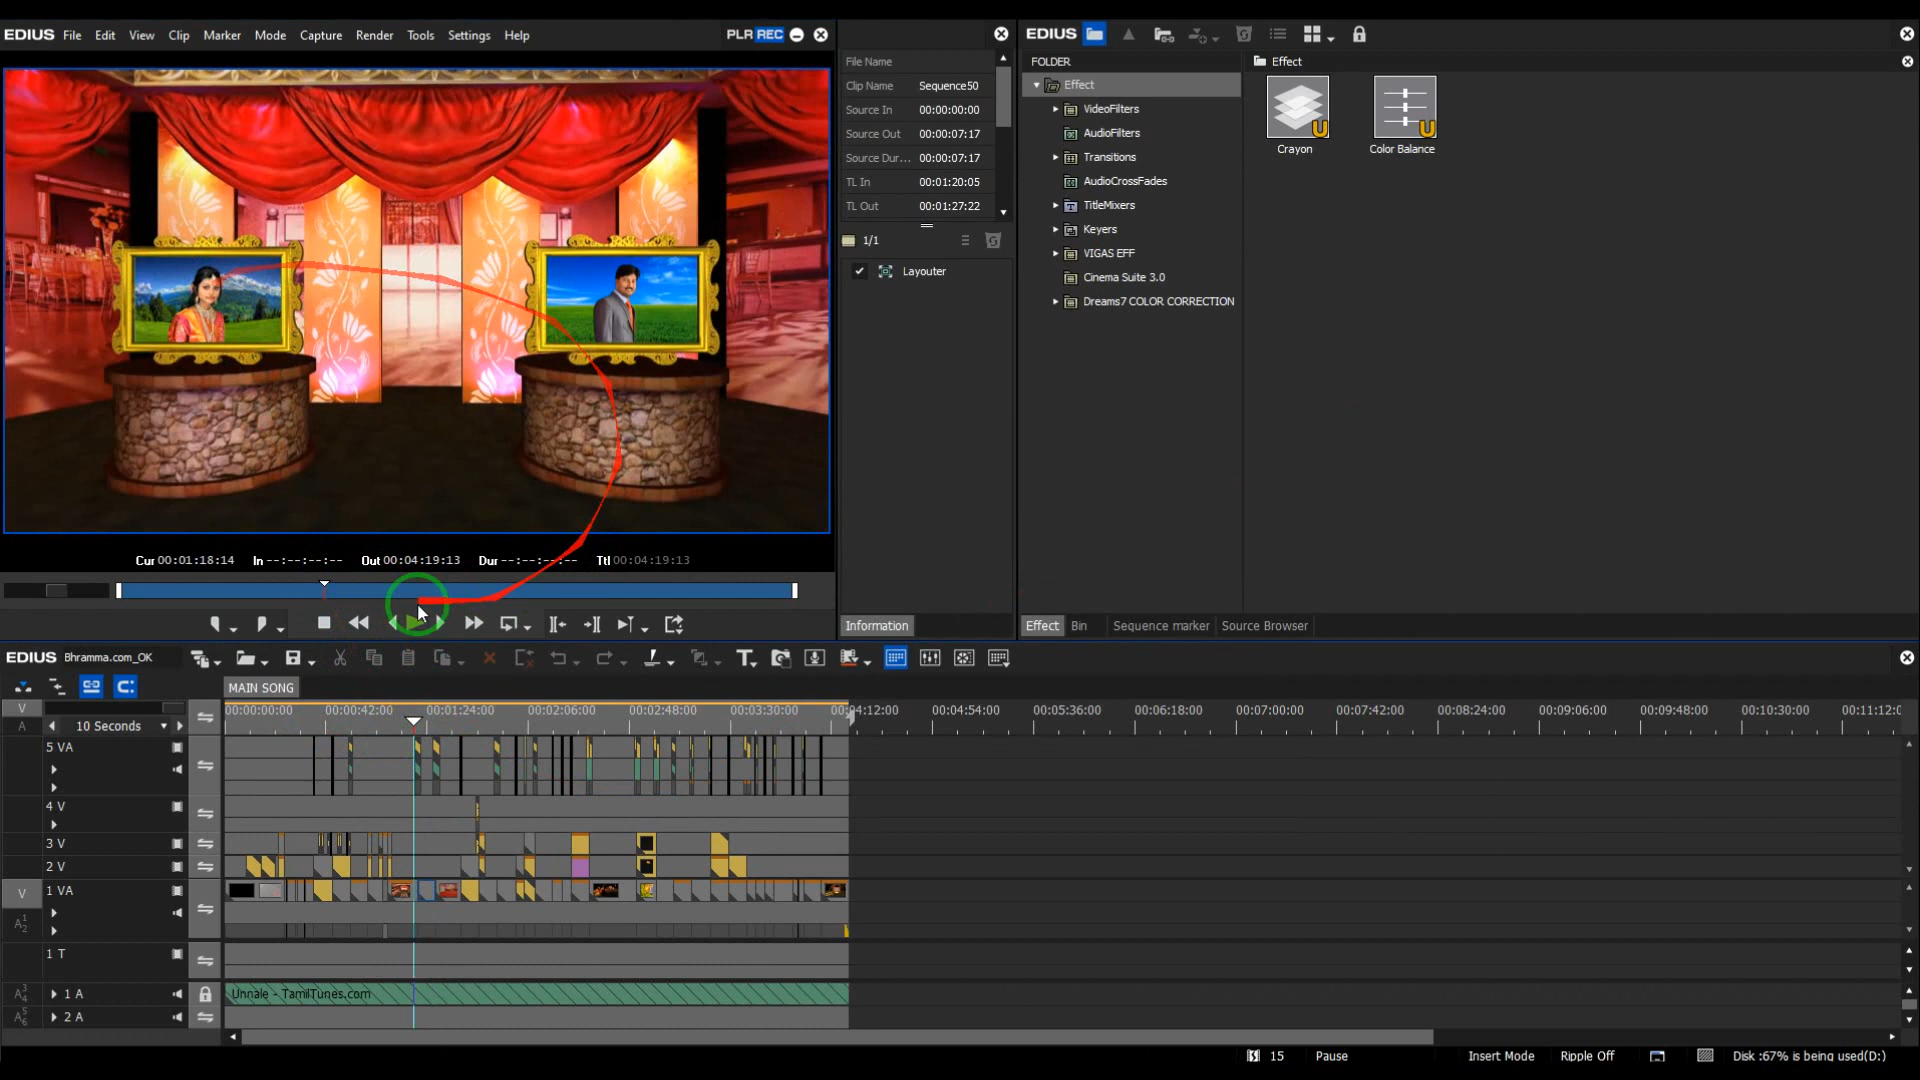 EDIUS File Edit View Clip Marker Mode Capture Render Tools Settings Help PLR REC
Cur 00:01:18:14 In --:--:--:-- Out 00:04:19:13 Dur --:--:--:-- Ttl 00:04:19:13
File Name
Clip Name Sequence50
Source In 00:00:00:00
Source Out 00:00:07:17
Source Dur... 00:00:07:17
TL In 00:01:20:05
TL Out 00:01:27:22
1/1
Layouter
Information
EDIUS
FOLDER
Effect
VideoFilters
AudioFilters
Transitions
AudioCrossFades
TitleMixers
Keyers
VIGAS EFF
Cinema Suite 3.0
Dreams7 COLOR CORRECTION
Effect
U U
Crayon Color Balance
Effect Bin Sequence marker Source Browser
EDIUS Bhramma.com_OK
MAIN SONG
V
A 10 Seconds
00:00:00:00 00:00:42:00 00:01:24:00 00:02:06:00 00:02:48:00 00:03:30:00 00:04:12:00 00:04:54:00 00:05:36:00 00:06:18:00 00:07:00:00 00:07:42:00 00:08:24:00 00:09:06:00 00:09:48:00 00:10:30:00 00:11:12:0
5 VA
4 V
3 V
2 V
V 1 VA
A 1 2
1 T
A 3 4 1 A Unnale - TamilTunes.com
A 5 6 2 A
15 Pause Insert Mode Ripple Off Disk :67% is being used(D:)